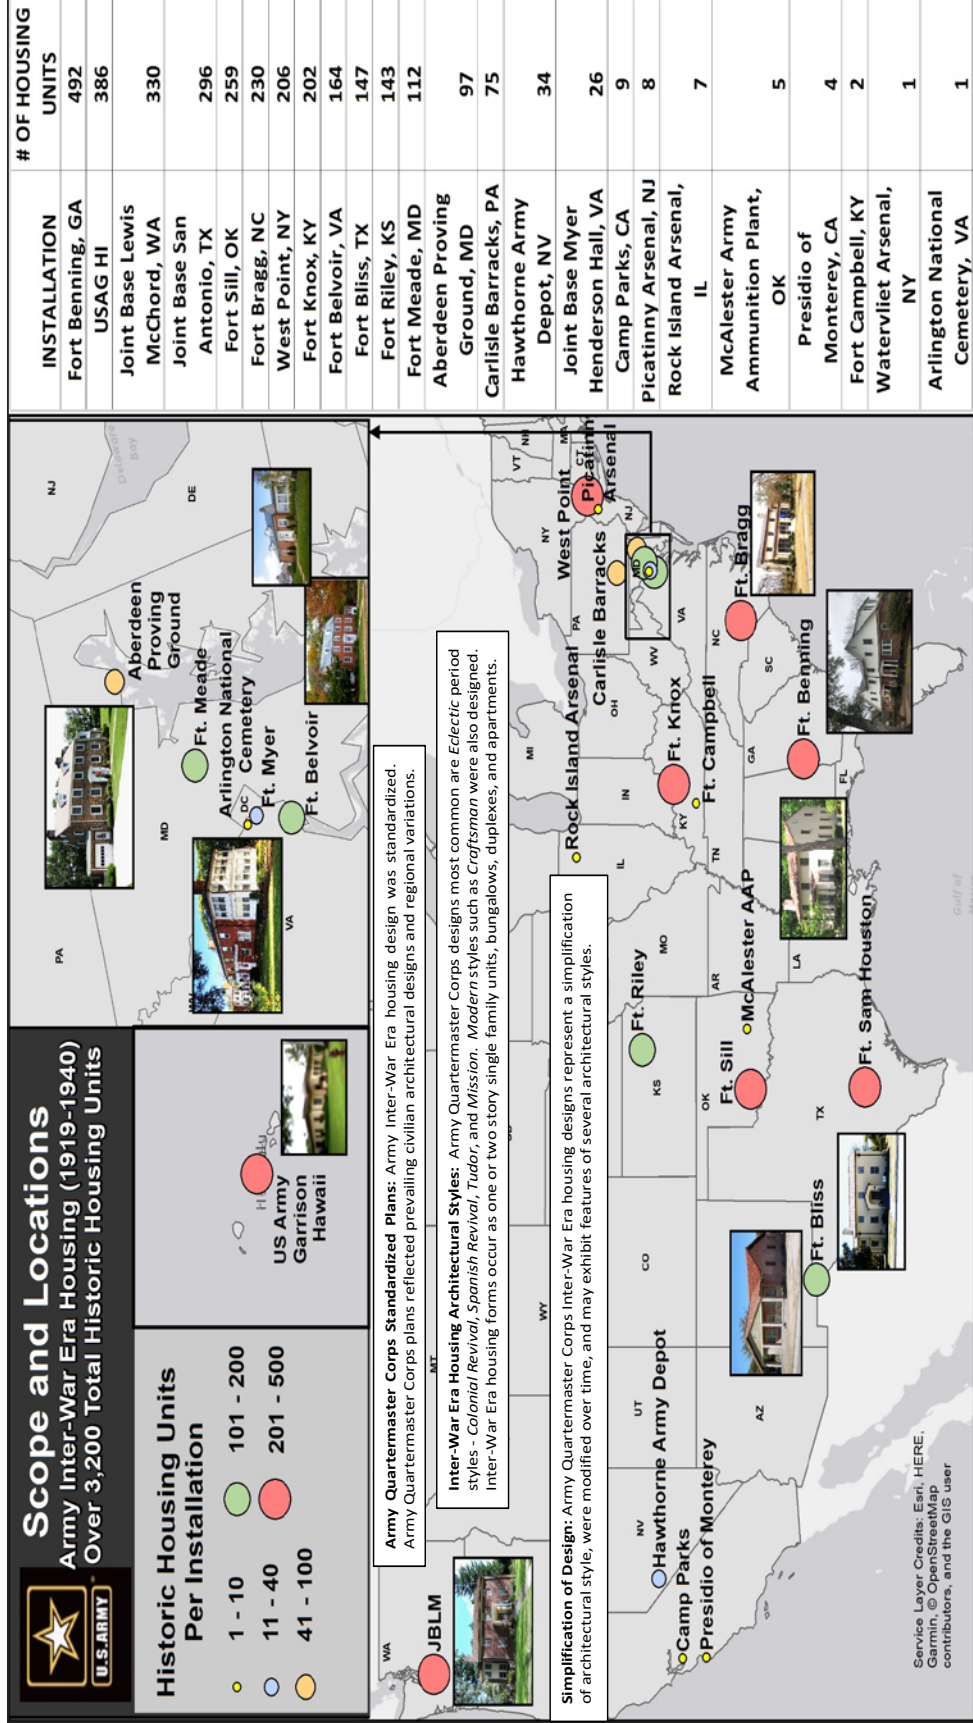 Scope and Locations
Army Inter-War Era Housing (1919-1940)
Over 3,200 Total Historic Housing Units
U.S.ARMY
Historic Housing Units
Per Installation
1 - 10
11 - 40
41 - 100
101 - 200
201 - 500
US Army
Garrison
Hawaii
PA
NJ
Delaware
Bay
DE
MD
VA
DC
Aberdeen
Proving
Ground
Ft. Meade
Arlington National
Cemetery
Ft. Myer
Ft. Belvoir
Army Quartermaster Corps Standardized Plans: Army Inter-War Era housing design was standardized.
Army Quartermaster Corps plans reflected prevailing civilian architectural designs and regional variations.
Inter-War Era Housing Architectural Styles: Army Quartermaster Corps designs most common are Eclectic period
styles - Colonial Revival, Spanish Revival, Tudor, and Mission. Modern styles such as Craftsman were also designed.
Inter-War Era housing forms occur as one or two story single family units, bungalows, duplexes, and apartments.
Simplification of Design: Army Quartermaster Corps Inter-War Era housing designs represent a simplification
of architectural style, were modified over time, and may exhibit features of several architectural styles.
WA
MT
WY
MI
NY
VT
NH
MA
CT
NJ
PA
OH
IN
IL
WV
VA
MD
KY
TN
NC
SC
GA
FL
MO
AR
LA
KS
OK
TX
CO
UT
NV
AZ
JBLM
Camp Parks
Presidio of Monterey
Hawthorne Army Depot
Ft. Bliss
Ft. Riley
Ft. Sill
McAlester AAP
Ft. Sam Houston
Rock Island Arsenal
Ft. Knox
Ft. Campbell
Ft. Benning
Ft. Bragg
Carlisle Barracks
West Point
Picatinn
Arsenal
Gulf of
Service Layer Credits: Esri, HERE,
Garmin, © OpenStreetMap
contributors, and the GIS user
INSTALLATION # OF HOUSING UNITS
Fort Benning, GA 492
USAG HI 386
Joint Base Lewis
McChord, WA 330
Joint Base San
Antonio, TX 296
Fort Sill, OK 259
Fort Bragg, NC 230
West Point, NY 206
Fort Knox, KY 202
Fort Belvoir, VA 164
Fort Bliss, TX 147
Fort Riley, KS 143
Fort Meade, MD 112
Aberdeen Proving
Ground, MD 97
Carlisle Barracks, PA 75
Hawthorne Army
Depot, NV 34
Joint Base Myer
Henderson Hall, VA 26
Camp Parks, CA 9
Picatinny Arsenal, NJ 8
Rock Island Arsenal,
IL 7
McAlester Army
Ammunition Plant,
OK 5
Presidio of
Monterey, CA 4
Fort Campbell, KY 2
Watervliet Arsenal,
NY 1
Arlington National
Cemetery, VA 1